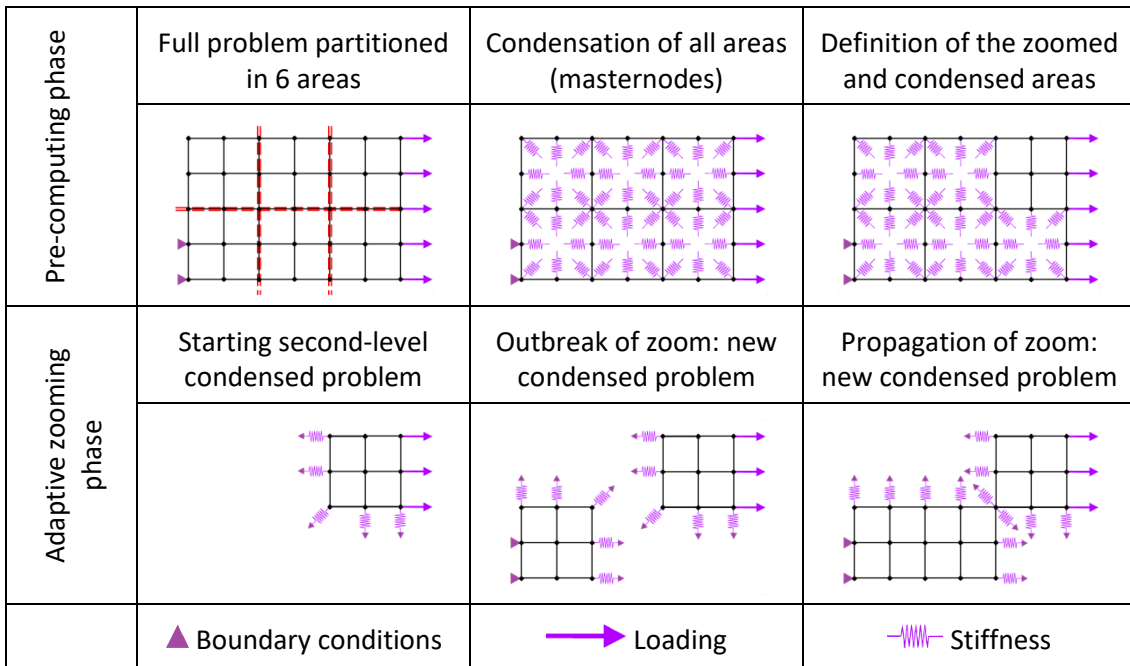 Pre-computing phase
Full problem partitioned
in 6 areas
Condensation of all areas
(masternodes)
Definition of the zoomed
and condensed areas
Adaptive zooming
phase
Starting second-level
condensed problem
Outbreak of zoom: new
condensed problem
Propagation of zoom:
new condensed problem
Boundary conditions
Loading
Stiffness